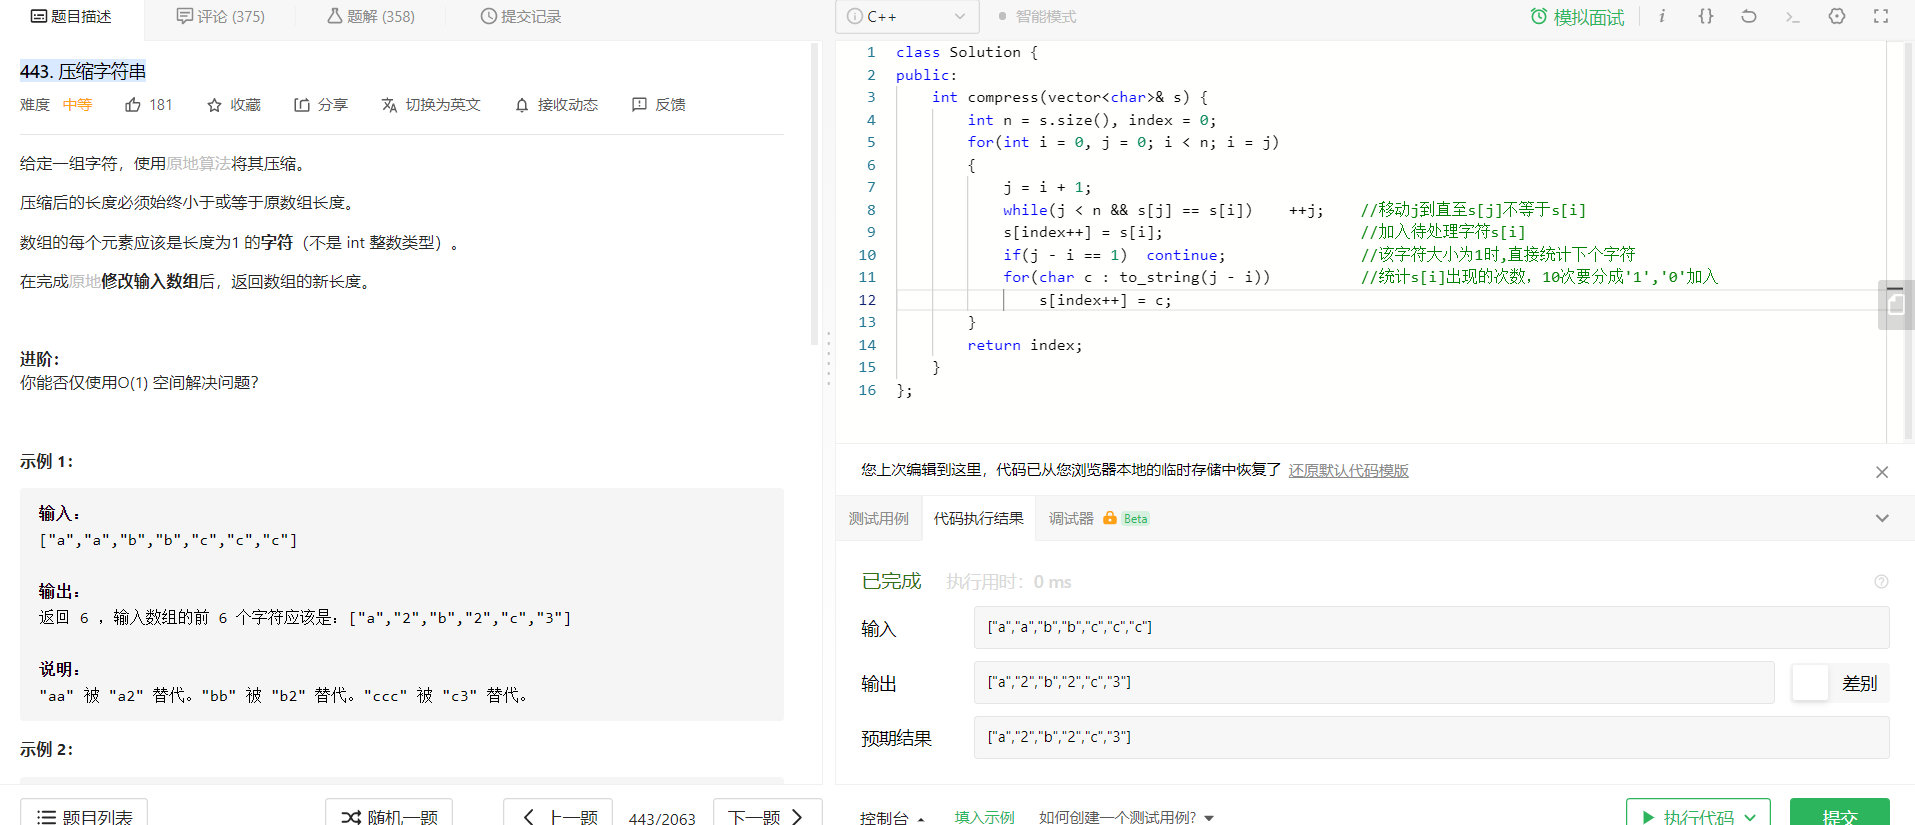 题目描述
评论 (375)
题解 (358)
提交记录
443. 压缩字符串
难度 中等 181 收藏 分享 切换为英文 接收动态 反馈
给定一组字符，使用原地算法将其压缩。
压缩后的长度必须始终小于或等于原数组长度。
数组的每个元素应该是长度为1 的字符（不是 int 整数类型）。
在完成原地修改输入数组后，返回数组的新长度。
进阶：
你能否仅使用O(1) 空间解决问题？
示例 1：
输入：
["a","a","b","b","c","c","c"]
输出：
返回 6 ，输入数组的前 6 个字符应该是：["a","2","b","2","c","3"]
说明：
"aa" 被 "a2" 替代。"bb" 被 "b2" 替代。"ccc" 被 "c3" 替代。
示例 2：
题目列表
随机一题
上一题
443/2063
下一题
C++
智能模式
模拟面试
1 class Solution {
2 public:
3     int compress(vector<char>& s) {
4         int n = s.size(), index = 0;
5         for(int i = 0, j = 0; i < n; i = j)
6         {
7             j = i + 1;
8             while(j < n && s[j] == s[i])    ++j;    //移动j到直至s[j]不等于s[i]
9             s[index++] = s[i];                      //加入待处理字符s[i]
10             if(j - i == 1)  continue;               //该字符大小为1时,直接统计下个字符
11             for(char c : to_string(j - i))          //统计s[i]出现的次数，10次要分成'1','0'加入
12                 s[index++] = c;
13         }
14         return index;
15     }
16 };
您上次编辑到这里，代码已从您浏览器本地的临时存储中恢复了 还原默认代码模版
测试用例
代码执行结果
调试器 Beta
已完成 执行用时：0 ms
输入 ["a","a","b","b","c","c","c"]
输出 ["a","2","b","2","c","3"] 差别
预期结果 ["a","2","b","2","c","3"]
控制台
填入示例
如何创建一个测试用例?
执行代码
提交